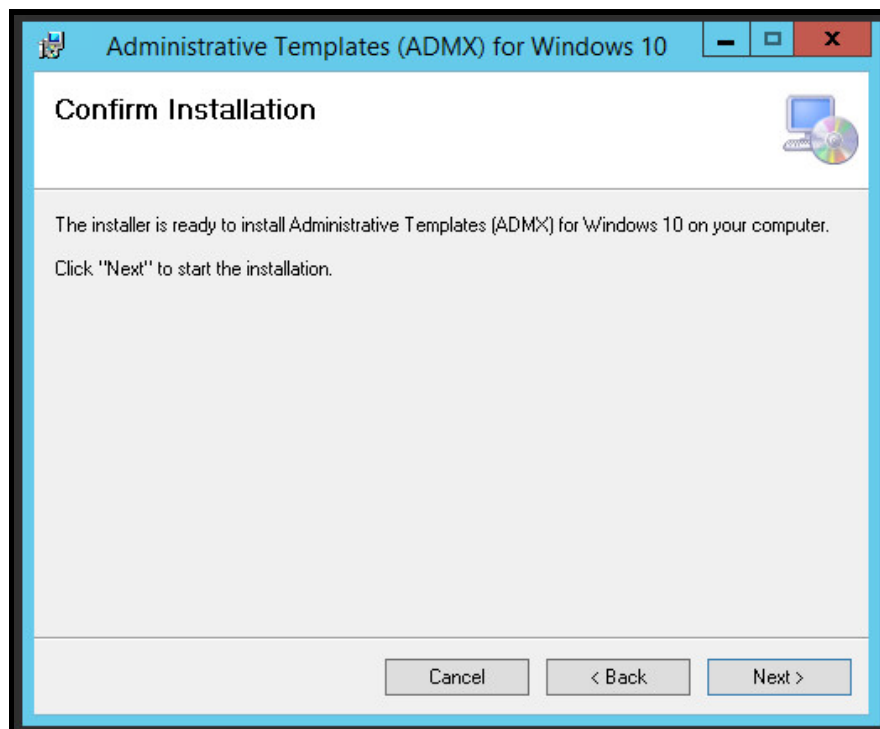 Administrative Templates (ADMX) for Windows 10
Confirm Installation
The installer is ready to install Administrative Templates (ADMX) for Windows 10 on your computer.
Click "Next" to start the installation.
Cancel
< Back
Next >